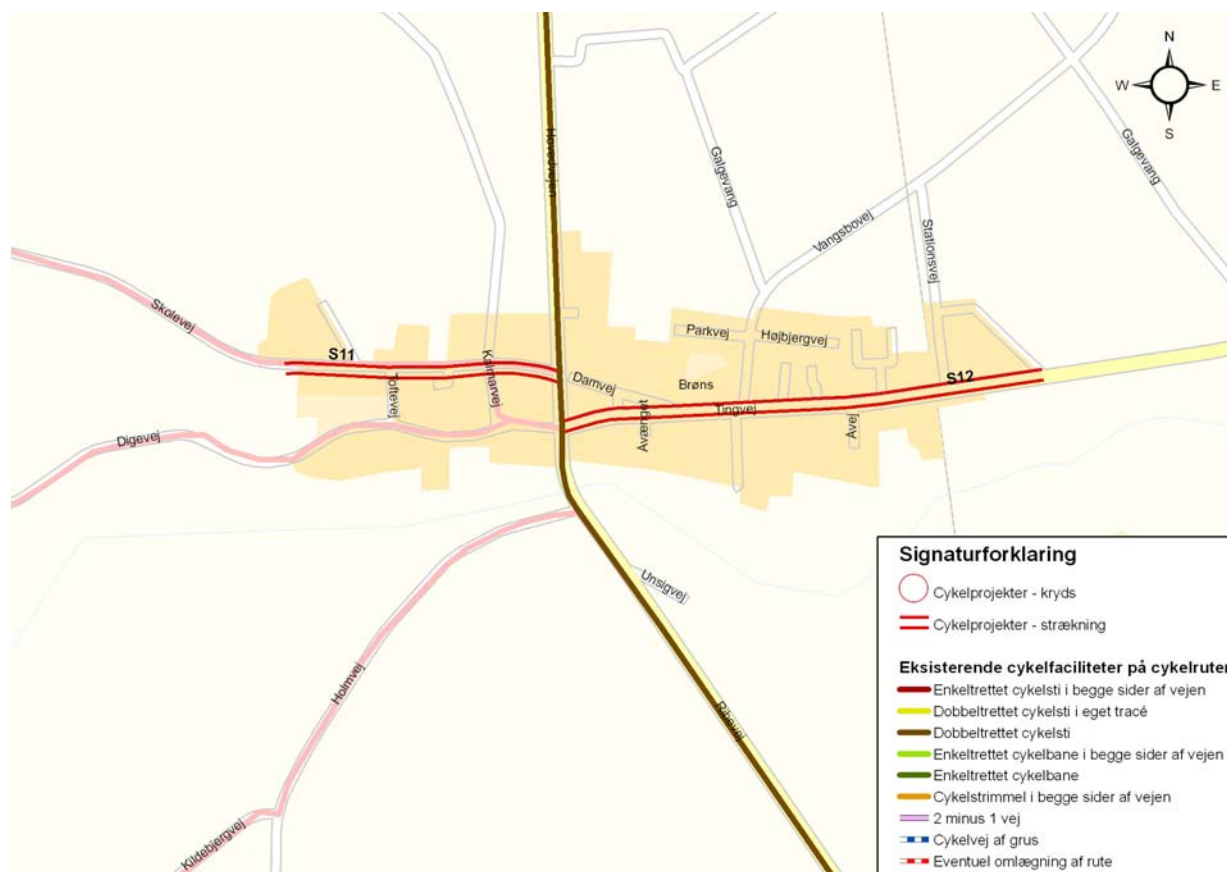 N
W
E
S
Hovedvejen
Galgevang
Galgevang
Vangsbovej
Stationsvej
Skolevej
S11
Toftevej
Kalmarvej
Damvej
Parkvej
Højbjergvej
Brøns
S12
Tingvej
Åvænget
Åvej
Digevej
Unsigvej
Holmvej
Ribevej
Kildebjergvej
Signaturforklaring
Cykelprojekter - kryds
Cykelprojekter - strækning
Eksisterende cykelfaciliteter på cykelruter
Enkeltrettet cykelsti i begge sider af vejen
Dobbeltrettet cykelsti i eget tracé
Dobbeltrettet cykelsti
Enkeltrettet cykelbane i begge sider af vejen
Enkeltrettet cykelbane
Cykelstrimmel i begge sider af vejen
2 minus 1 vej
Cykelvej af grus
Eventuel omlægning af rute